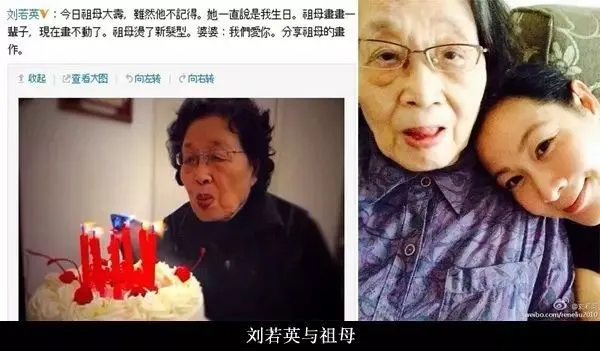 刘若英V：今日祖母大壽，雖然他不記得。她一直說是我生日。祖母畫畫一
輩子，現在畫不動了。祖母燙了新髮型。婆婆：我們愛你。分享祖母的畫
作。
收起 查看大图 向左转 向右转
@刘若英
weibo.com/reneliu2010
刘若英与祖母